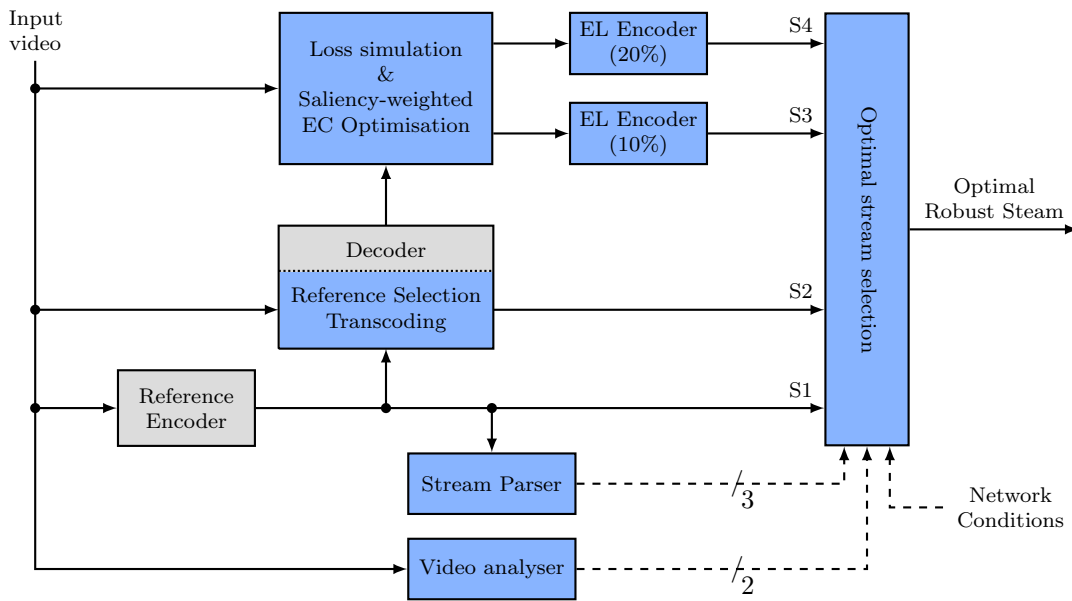 Input
video
Loss simulation
&
Saliency-weighted
EC Optimisation
EL Encoder
(20%)
S4
EL Encoder
(10%)
S3
Optimal stream selection
Optimal
Robust Steam
Decoder
Reference Selection
Transcoding
S2
Reference
Encoder
S1
Stream Parser
3
Network
Conditions
Video analyser
2